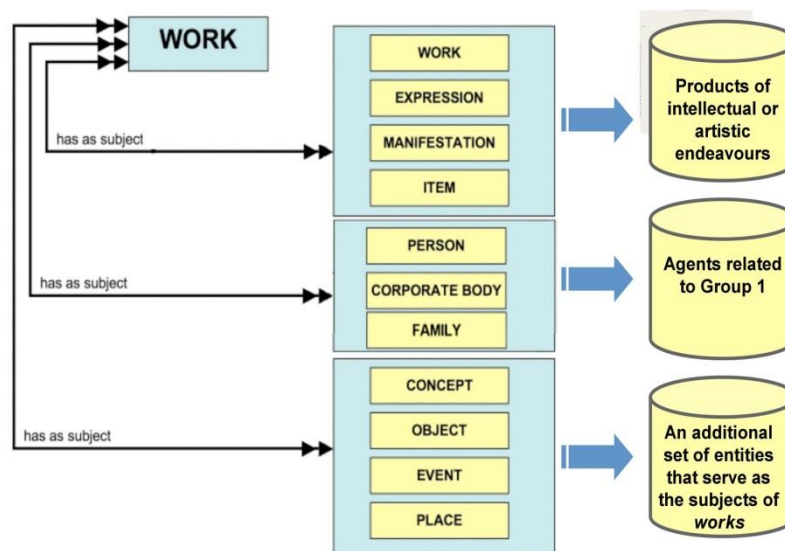 WORK
WORK
EXPRESSION
MANIFESTATION
ITEM
has as subject
Products of
intellectual or
artistic
endeavours
PERSON
CORPORATE BODY
FAMILY
has as subject
Agents related
to Group 1
CONCEPT
OBJECT
EVENT
PLACE
has as subject
An additional
set of entities
that serve as
the subjects of
works